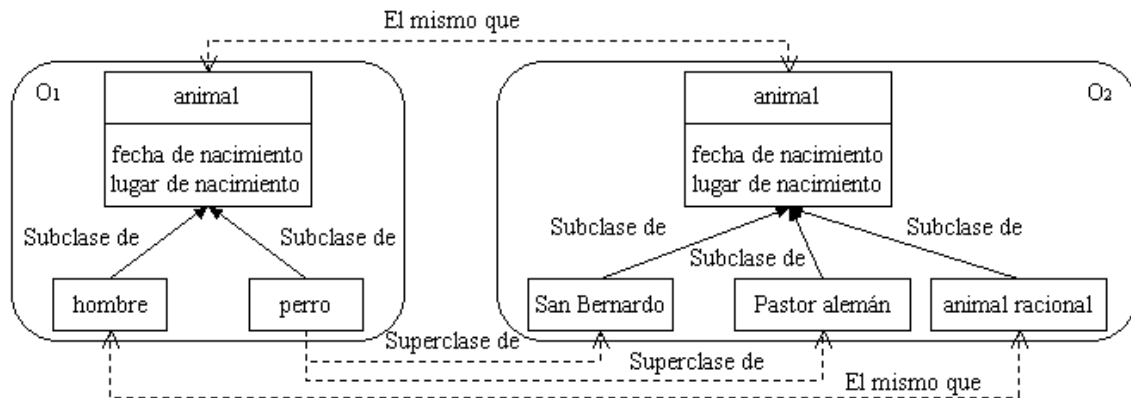 El mismo que
O₁
animal
fecha de nacimiento
lugar de nacimiento
Subclase de
Subclase de
hombre
perro
O₂
animal
fecha de nacimiento
lugar de nacimiento
Subclase de
Subclase de
Subclase de
San Bernardo
Pastor alemán
animal racional
Superclase de
Superclase de
El mismo que